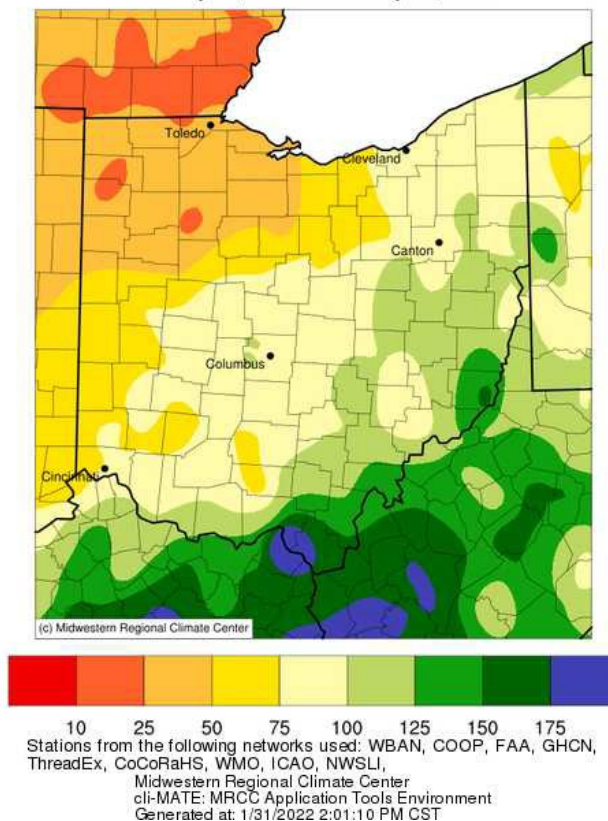 Toledo
Cleveland
Canton
Columbus
Cincinnati
(c) Midwestern Regional Climate Center
10 25 50 75 100 125 150 175
Stations from the following networks used: WBAN, COOP, FAA, GHCN,
ThreadEx, CoCoRaHS, WMO, ICAO, NWSLI,
Midwestern Regional Climate Center
cli-MATE: MRCC Application Tools Environment
Generated at: 1/31/2022 2:01:10 PM CST